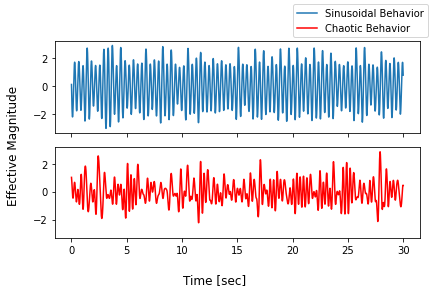 Sinusoidal Behavior
Chaotic Behavior
2
0
−2
Effective Magnitude
2
0
−2
0 5 10 15 20 25 30
Time [sec]